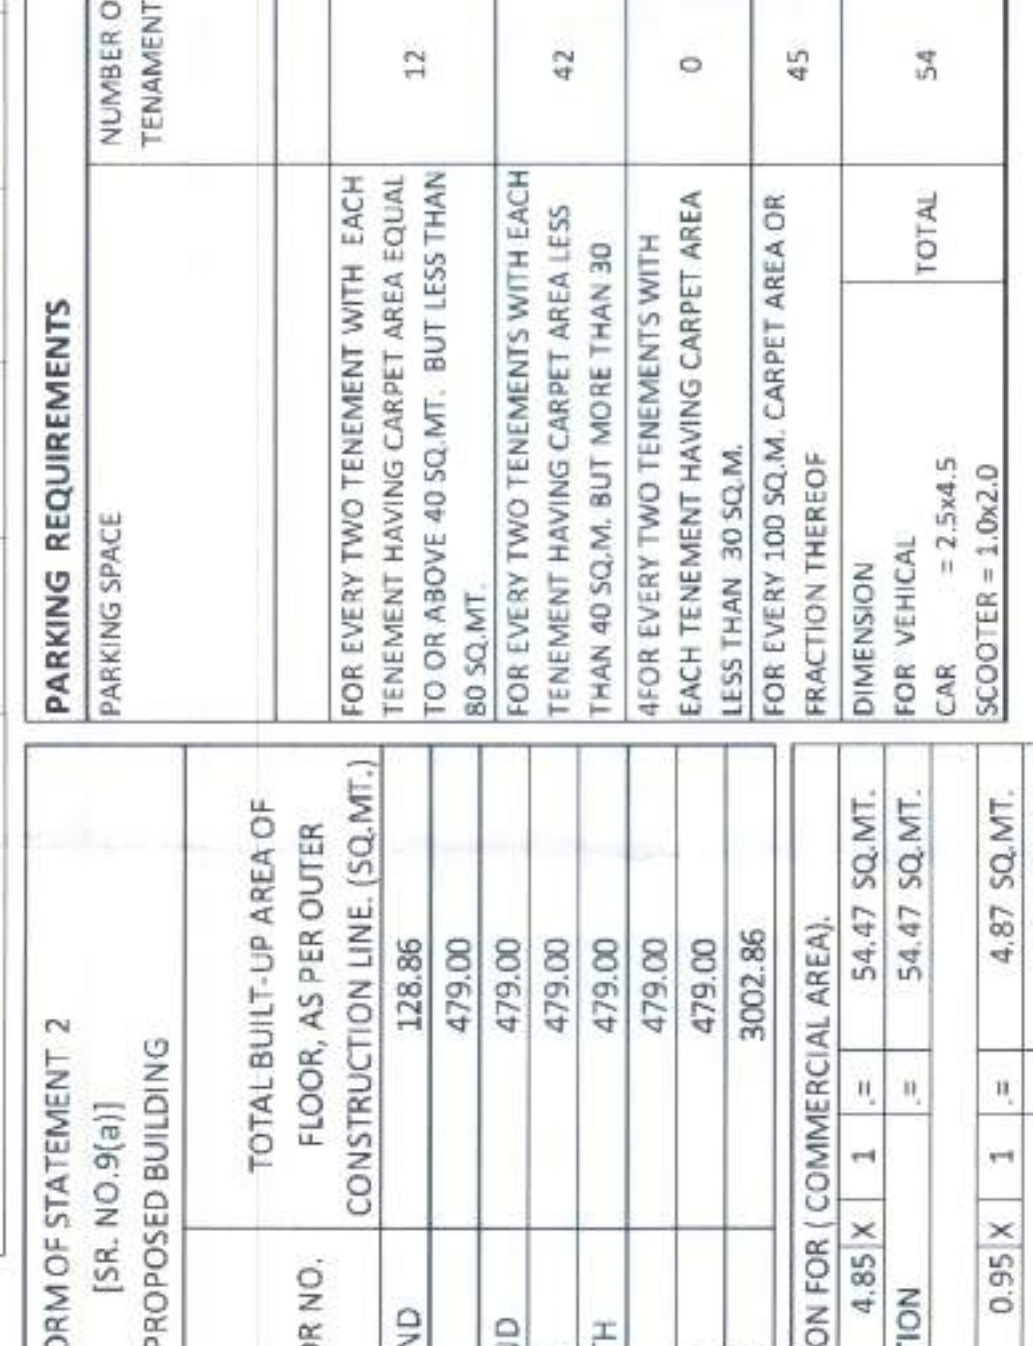 ORM OF STATEMENT 2
[SR. NO.9(a)]
PROPOSED BUILDING
OR NO.
TOTAL BUILT-UP AREA OF
FLOOR, AS PER OUTER
CONSTRUCTION LINE. (SQ.MT.)
ND 128.86
479.00
ND 479.00
479.00
TH 479.00
479.00
479.00
3002.86
ON FOR ( COMMERCIAL AREA).
4.85 X 1 .= 54.47 SQ.MT.
TION .= 54.47 SQ.MT.
0.95 X 1 .= 4.87 SQ.MT.
PARKING REQUIREMENTS
PARKING SPACE
NUMBER O
TENAMENT
FOR EVERY TWO TENEMENT WITH EACH
TENEMENT HAVING CARPET AREA EQUAL
TO OR ABOVE 40 SQ.MT. BUT LESS THAN
80 SQ.MT.
12
FOR EVERY TWO TENEMENTS WITH EACH
TENEMENT HAVING CARPET AREA LESS
THAN 40 SQ.M. BUT MORE THAN 30
42
4FOR EVERY TWO TENEMENTS WITH
EACH TENEMENT HAVING CARPET AREA
LESS THAN 30 SQ.M.
0
FOR EVERY 100 SQ.M. CARPET AREA OR
FRACTION THEREOF
45
DIMENSION
FOR VEHICAL
CAR = 2.5x4.5
SCOOTER = 1.0x2.0
TOTAL 54